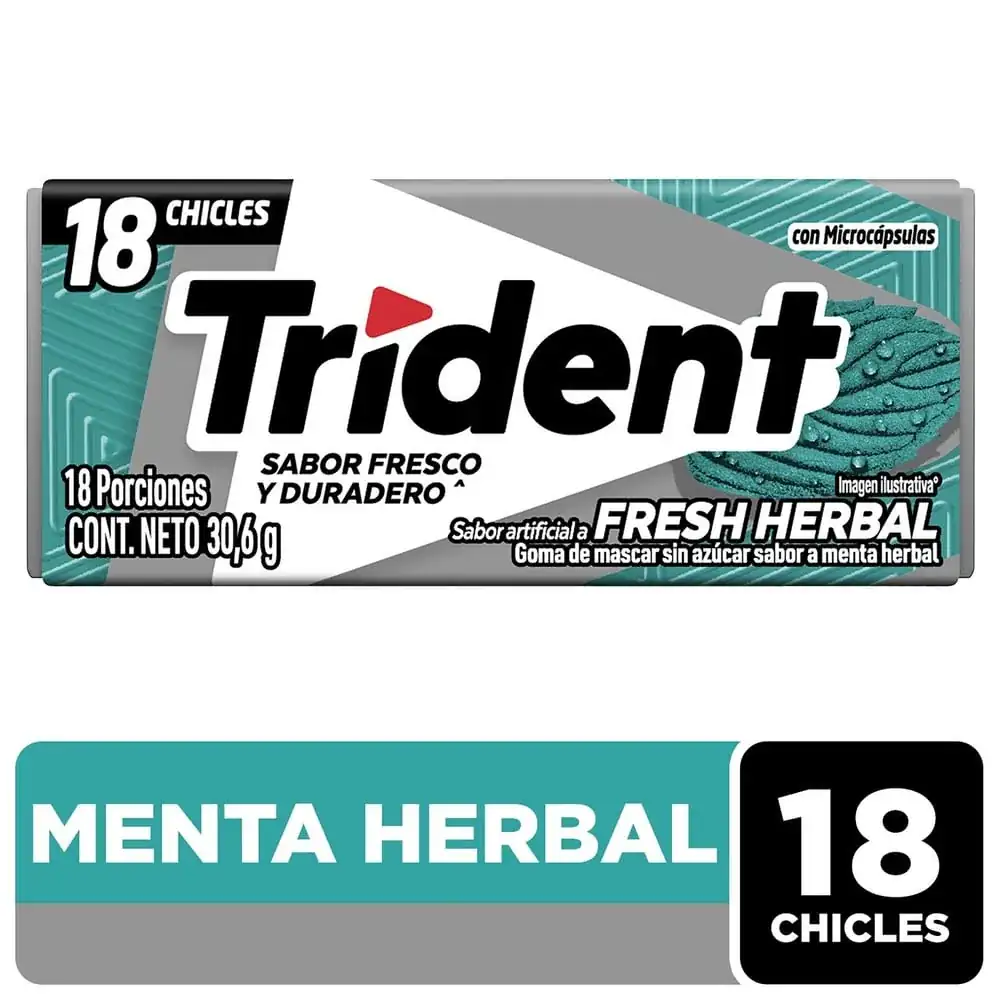 18 CHICLES
con Microcápsulas
Trident
SABOR FRESCO
Y DURADERO ^
18 Porciones
CONT. NETO 30,6 g
Imagen ilustrativa°
Sabor artificial a FRESH HERBAL
Goma de mascar sin azúcar sabor a menta herbal
MENTA HERBAL
18
CHICLES